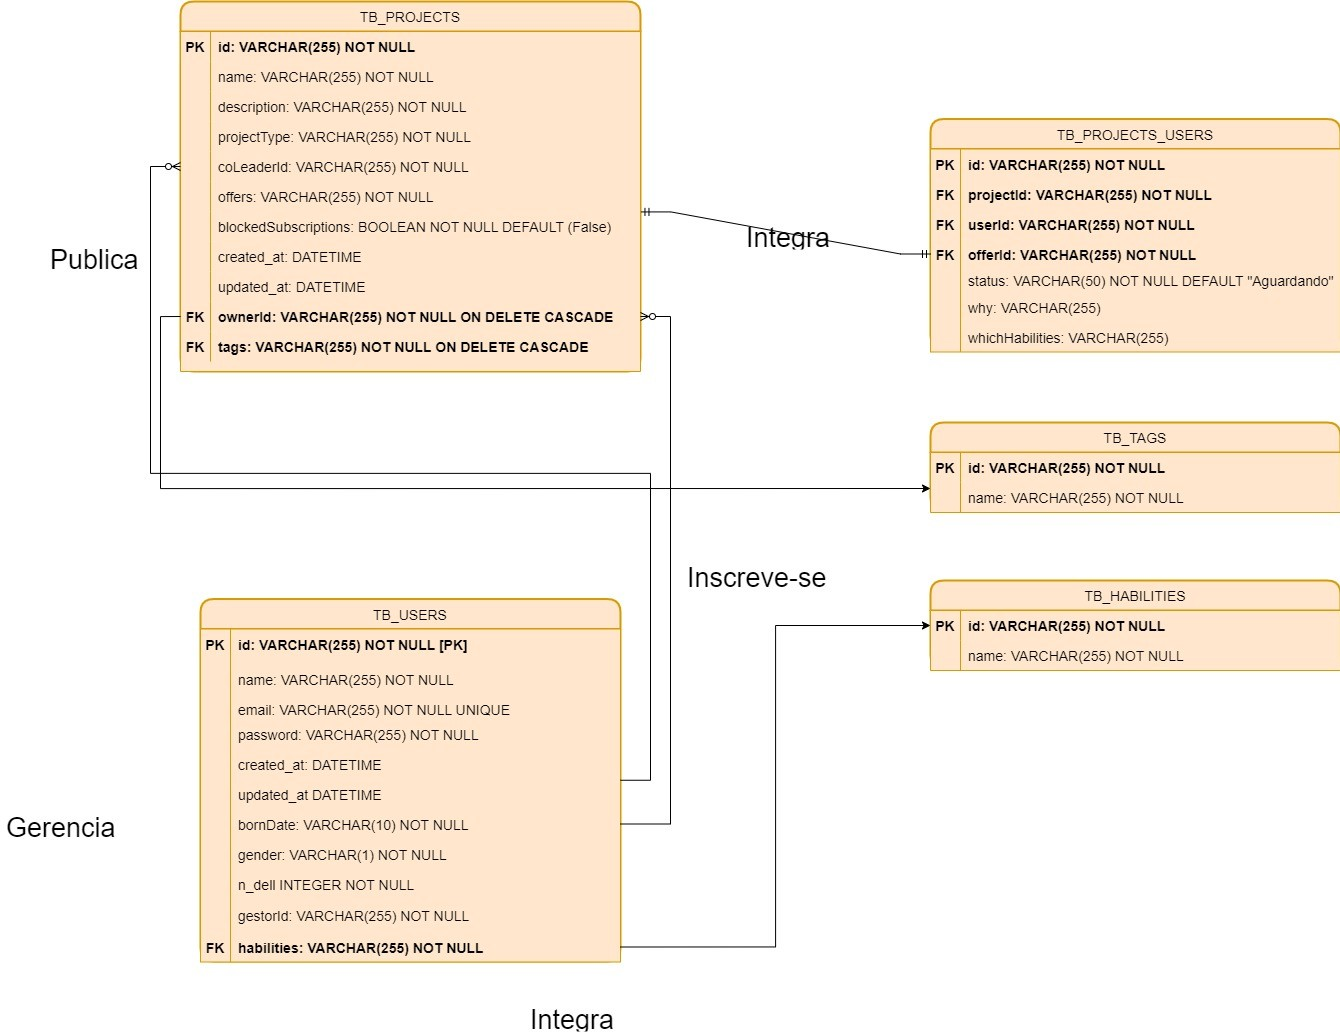 TB_PROJECTS
PK id: VARCHAR(255) NOT NULL
name: VARCHAR(255) NOT NULL
description: VARCHAR(255) NOT NULL
projectType: VARCHAR(255) NOT NULL
coLeaderId: VARCHAR(255) NOT NULL
offers: VARCHAR(255) NOT NULL
blockedSubscriptions: BOOLEAN NOT NULL DEFAULT (False)
created_at: DATETIME
updated_at: DATETIME
FK ownerId: VARCHAR(255) NOT NULL ON DELETE CASCADE
FK tags: VARCHAR(255) NOT NULL ON DELETE CASCADE
Publica
Integra
TB_PROJECTS_USERS
PK id: VARCHAR(255) NOT NULL
FK projectId: VARCHAR(255) NOT NULL
FK userId: VARCHAR(255) NOT NULL
FK offerId: VARCHAR(255) NOT NULL
status: VARCHAR(50) NOT NULL DEFAULT "Aguardando"
why: VARCHAR(255)
whichHabilities: VARCHAR(255)
TB_TAGS
PK id: VARCHAR(255) NOT NULL
name: VARCHAR(255) NOT NULL
Inscreve-se
TB_HABILITIES
PK id: VARCHAR(255) NOT NULL
name: VARCHAR(255) NOT NULL
TB_USERS
PK id: VARCHAR(255) NOT NULL [PK]
name: VARCHAR(255) NOT NULL
email: VARCHAR(255) NOT NULL UNIQUE
password: VARCHAR(255) NOT NULL
created_at: DATETIME
updated_at DATETIME
bornDate: VARCHAR(10) NOT NULL
gender: VARCHAR(1) NOT NULL
n_dell INTEGER NOT NULL
gestorId: VARCHAR(255) NOT NULL
FK habilities: VARCHAR(255) NOT NULL
Gerencia
Integra